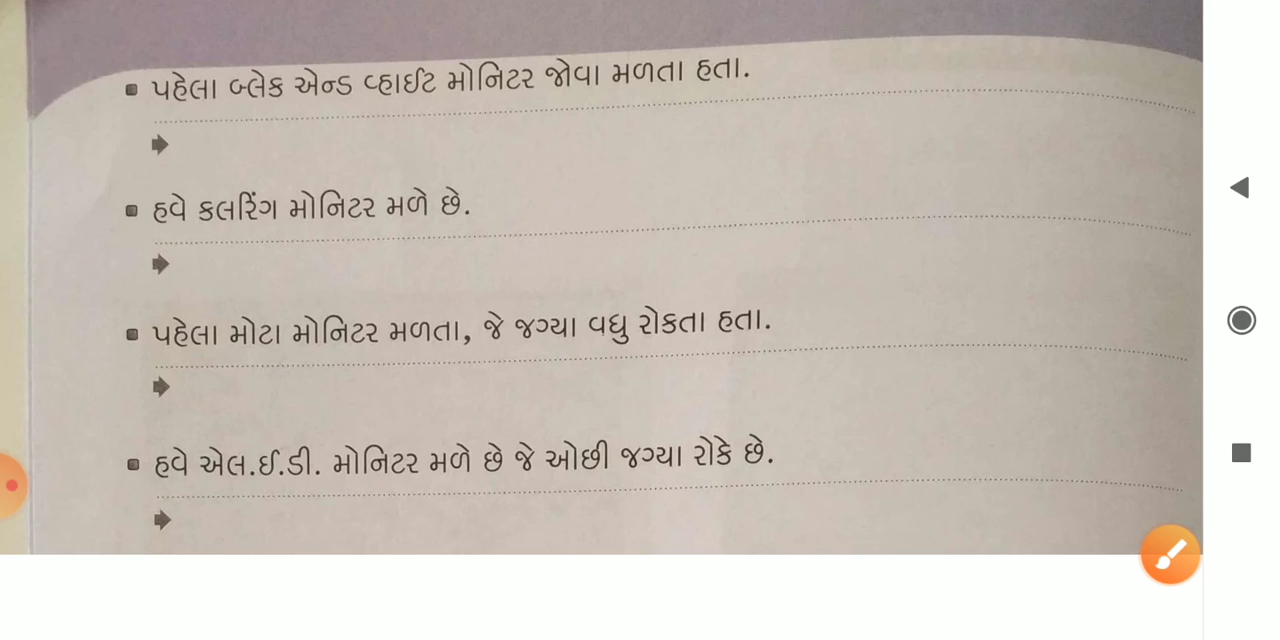 પહેલા બ્લેક એન્ડ વ્હાઈટ મોનિટર જોવા મળતા હતા.
હવે કલરિંગ મોનિટર મળે છે.
પહેલા મોટા મોનિટર મળતા, જે જગ્યા વધુ રોકતા હતા.
હવે એલ.ઈ.ડી. મોનિટર મળે છે જે ઓછી જગ્યા રોકે છે.